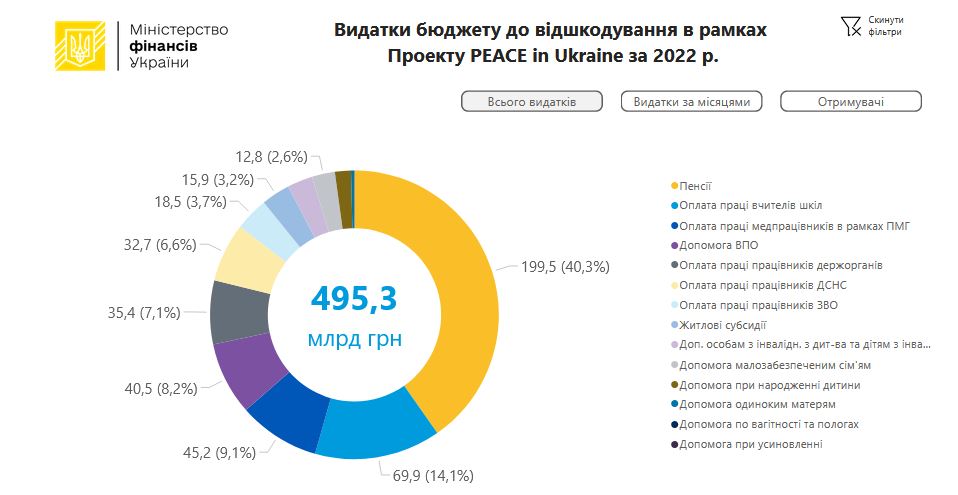 Міністерство
фінансів
України
Видатки бюджету до відшкодування в рамках
Проекту PEACE in Ukraine за 2022 р.
Скинути
фільтри
Всього видатків
Видатки за місяцями
Отримувачі
12,8 (2,6%)
15,9 (3,2%)
18,5 (3,7%)
32,7 (6,6%)
35,4 (7,1%)
40,5 (8,2%)
45,2 (9,1%)
69,9 (14,1%)
199,5 (40,3%)
495,3
млрд грн
Пенсії
Оплата праці вчителів шкіл
Оплата праці медпрацівників в рамках ПМГ
Допомога ВПО
Оплата праці працівників держорганів
Оплата праці працівників ДСНС
Оплата праці працівників ЗВО
Житлові субсидії
Доп. особам з інвалідн. з дит-ва та дітям з інва...
Допомога малозабезпеченим сім'ям
Допомога при народженні дитини
Допомога одиноким матерям
Допомога по вагітності та пологах
Допомога при усиновленні